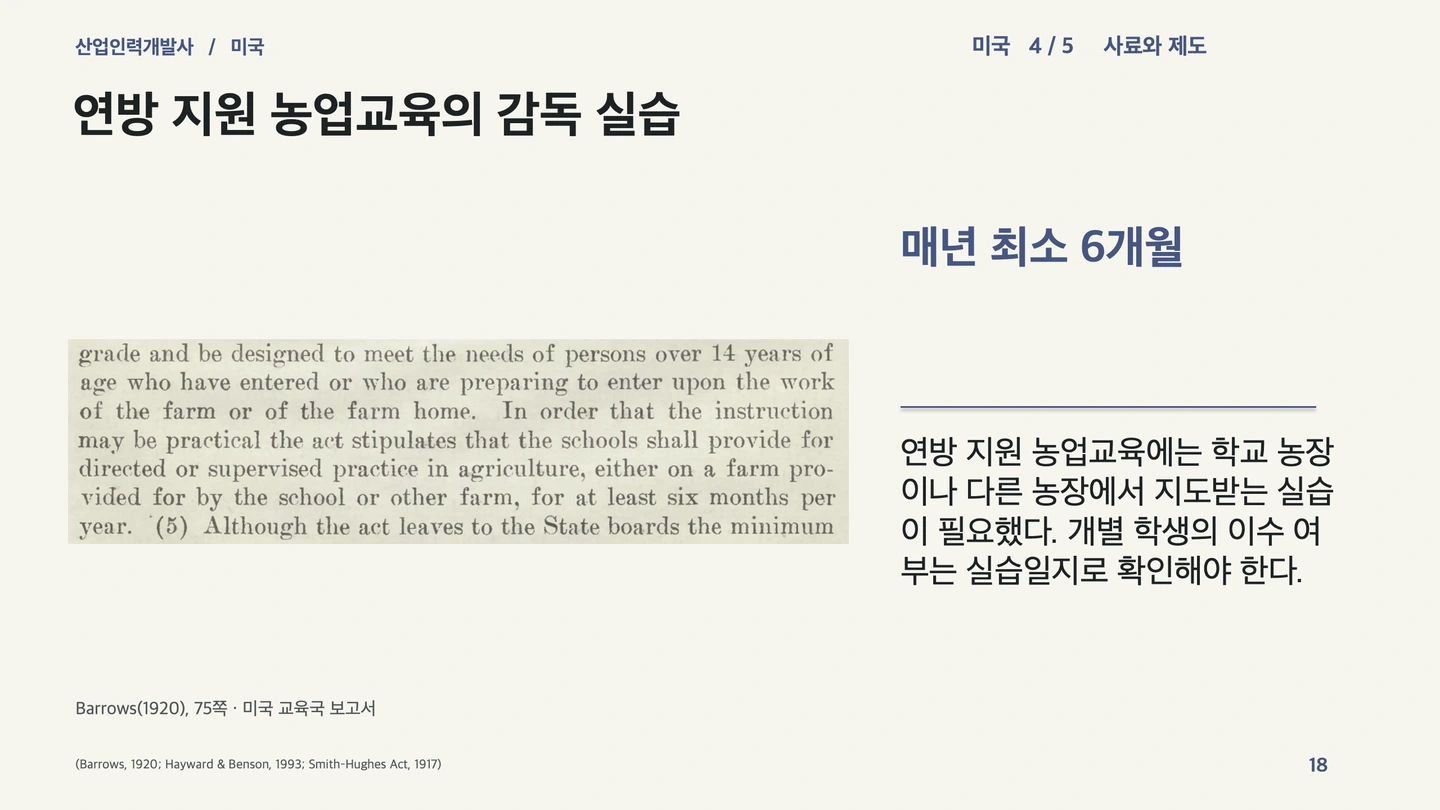 산업인력개발사 / 미국
미국 4 / 5 사료와 제도
연방 지원 농업교육의 감독 실습
매년 최소 6개월
grade and be designed to meet the needs of persons over 14 years of
age who have entered or who are preparing to enter upon the work
of the farm or of the farm home. In order that the instruction
may be practical the act stipulates that the schools shall provide for
directed or supervised practice in agriculture, either on a farm pro-
vided for by the school or other farm, for at least six months per
year. (5) Although the act leaves to the State boards the minimum
연방 지원 농업교육에는 학교 농장
이나 다른 농장에서 지도받는 실습
이 필요했다. 개별 학생의 이수 여
부는 실습일지로 확인해야 한다.
Barrows(1920), 75쪽 · 미국 교육국 보고서
(Barrows, 1920; Hayward & Benson, 1993; Smith-Hughes Act, 1917)
18